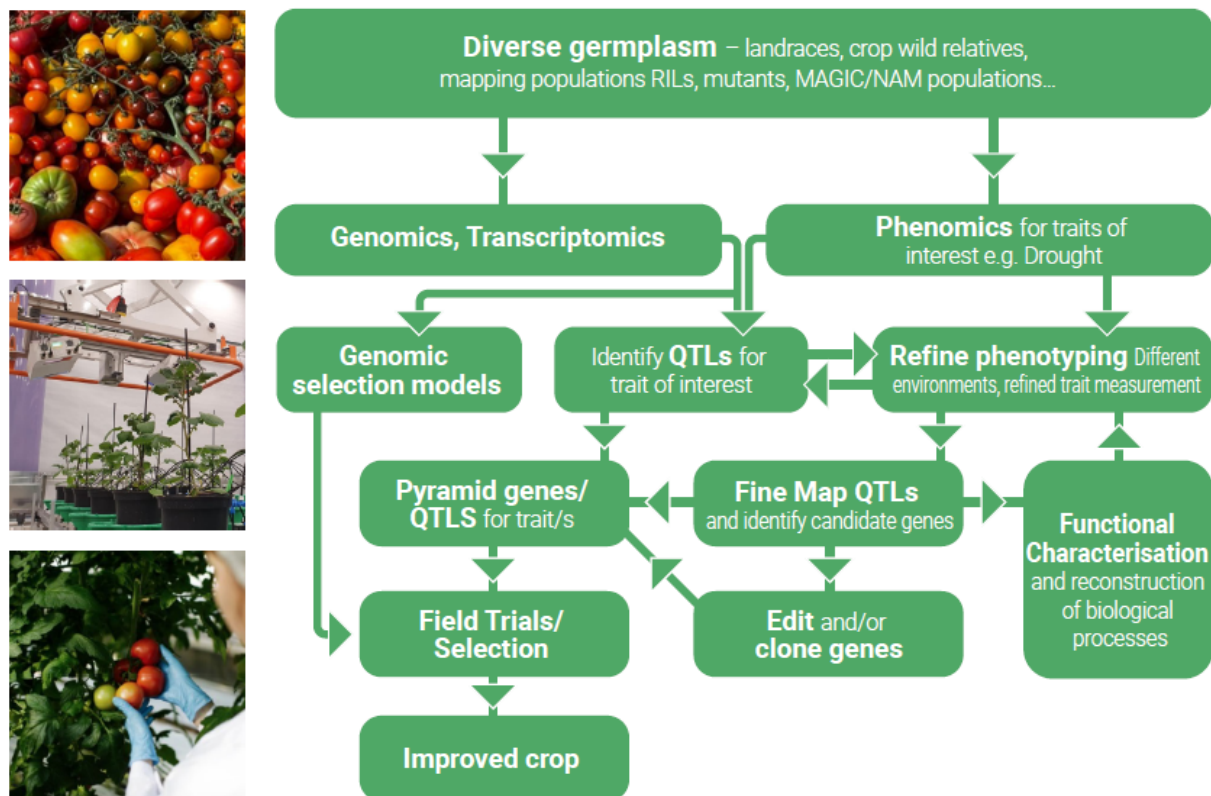 Diverse germplasm – landraces, crop wild relatives,
mapping populations RILs, mutants, MAGIC/NAM populations...
Genomics, Transcriptomics
Phenomics for traits of
interest e.g. Drought
Genomic
selection models
Identify QTLs for
trait of interest
Refine phenotyping Different
environments, refined trait measurement
Pyramid genes/
QTLS for trait/s
Fine Map QTLs
and identify candidate genes
Functional
Characterisation
and reconstruction
of biological
processes
Field Trials/
Selection
Edit and/or
clone genes
Improved crop